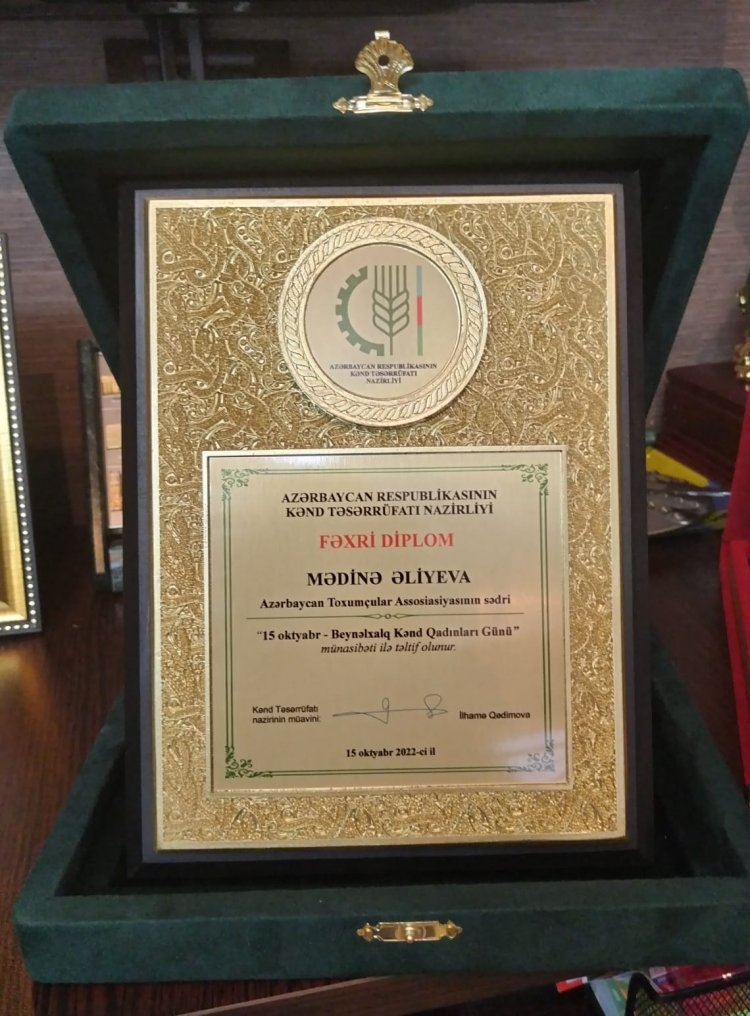 AZƏRBAYCAN RESPUBLİKASININ
KƏND TƏSƏRRÜFATI
NAZİRLİYİ
AZƏRBAYCAN RESPUBLİKASININ
KƏND TƏSƏRRÜFATI NAZİRLİYİ
FƏXRİ DİPLOM
MƏDİNƏ ƏLİYEVA
Azərbaycan Toxumçular Assosiasiyasının sədri
“15 oktyabr - Beynəlxalq Kənd Qadınları Günü”
münasibəti ilə təltif olunur.
Kənd Təsərrüfatı
nazirinin müavini:
İlhamə Qədimova
15 oktyabr 2022-ci il